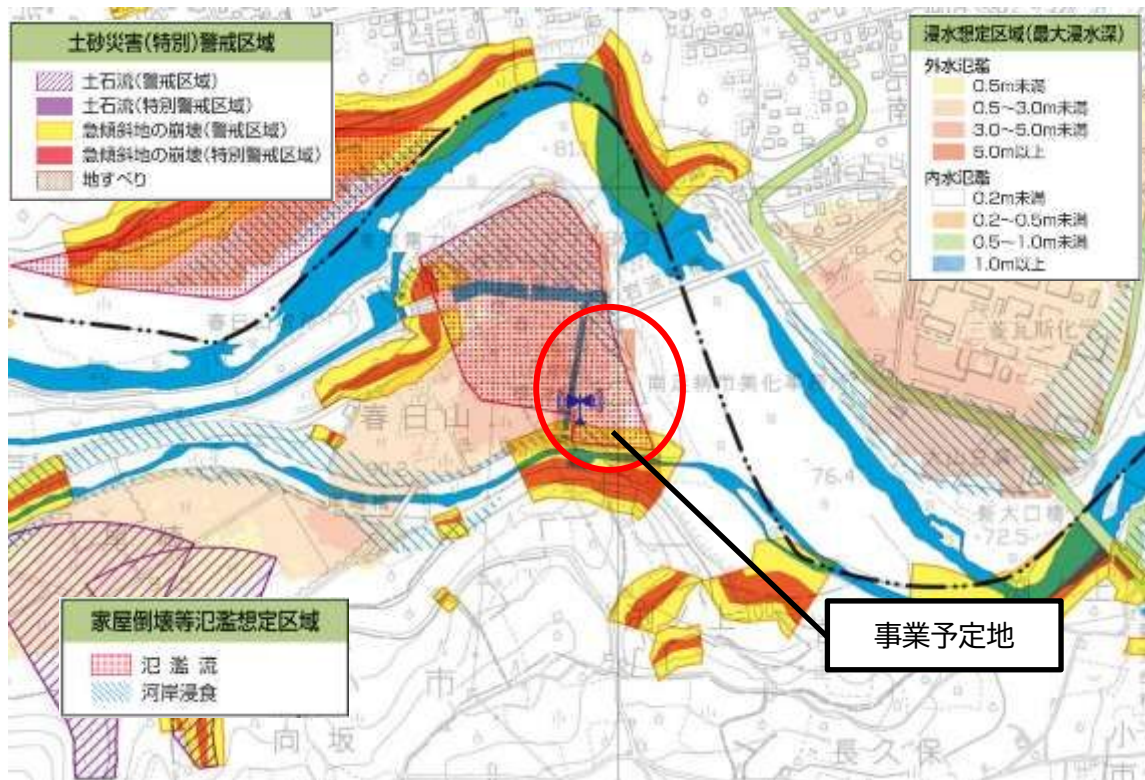 土砂災害(特別)警戒区域
土石流(警戒区域)
土石流(特別警戒区域)
急傾斜地の崩壊(警戒区域)
急傾斜地の崩壊(特別警戒区域)
地すべり
浸水想定区域(最大浸水深)
外水氾濫
0.5m未満
0.5〜3.0m未満
3.0〜5.0m未満
5.0m以上
内水氾濫
0.2m未満
0.2〜0.5m未満
0.5〜1.0m未満
1.0m以上
南
春日山
76.4
新大口橋
72.5
事業予定地
家屋倒壊等氾濫想定区域
氾濫流
河岸浸食
市
向坂
長久保
小
市